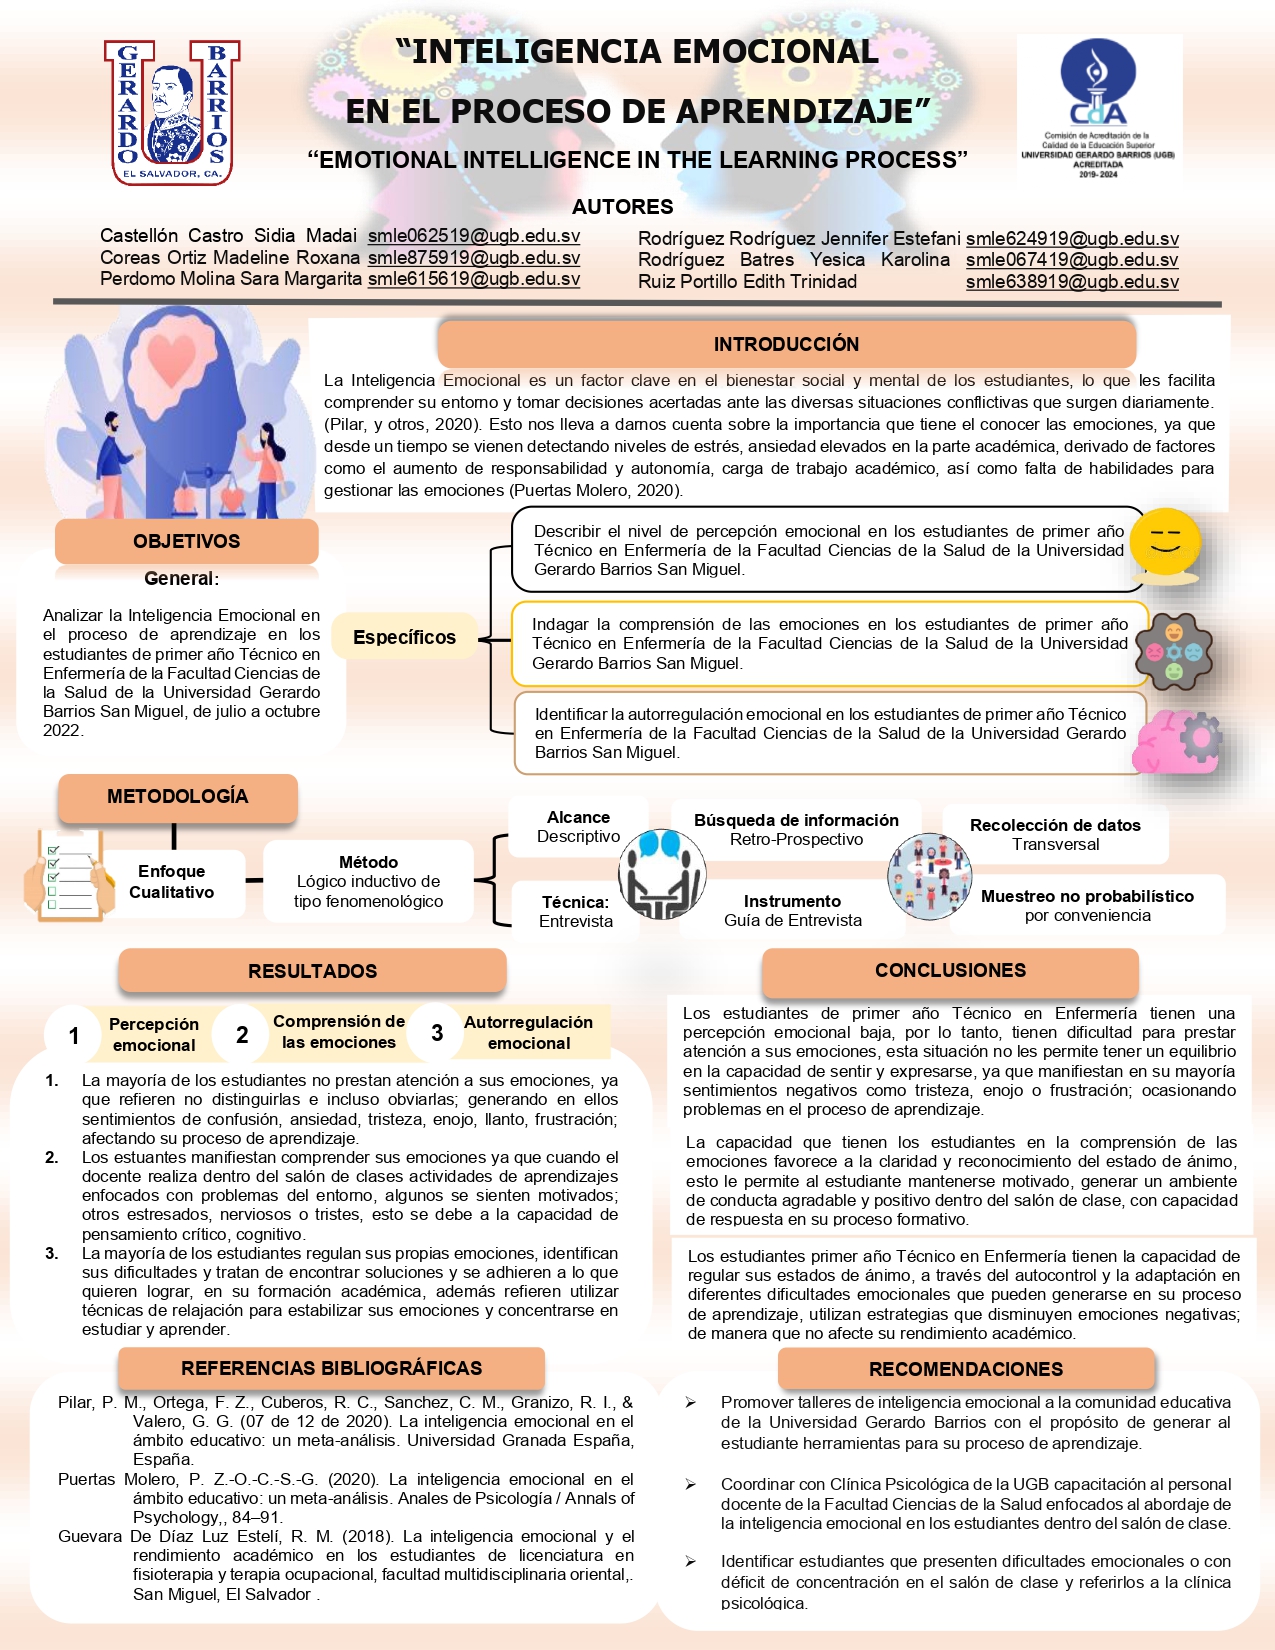 GERARDO
BARRIOS
EL SALVADOR, CA.
“INTELIGENCIA EMOCIONAL
EN EL PROCESO DE APRENDIZAJE”
“EMOTIONAL INTELLIGENCE IN THE LEARNING PROCESS”
CdA
Comisión de Acreditación de la
Calidad de la Educación Superior
UNIVERSIDAD GERARDO BARRIOS (UGB)
ACREDITADA
2019- 2024
AUTORES
Castellón Castro Sidia Madai smle062519@ugb.edu.sv
Coreas Ortiz Madeline Roxana smle875919@ugb.edu.sv
Perdomo Molina Sara Margarita smle615619@ugb.edu.sv
Rodríguez Rodríguez Jennifer Estefani smle624919@ugb.edu.sv
Rodríguez Batres Yesica Karolina smle067419@ugb.edu.sv
Ruiz Portillo Edith Trinidad smle638919@ugb.edu.sv
INTRODUCCIÓN
La Inteligencia Emocional es un factor clave en el bienestar social y mental de los estudiantes, lo que les facilita
comprender su entorno y tomar decisiones acertadas ante las diversas situaciones conflictivas que surgen diariamente.
(Pilar, y otros, 2020). Esto nos lleva a darnos cuenta sobre la importancia que tiene el conocer las emociones, ya que
desde un tiempo se vienen detectando niveles de estrés, ansiedad elevados en la parte académica, derivado de factores
como el aumento de responsabilidad y autonomía, carga de trabajo académico, así como falta de habilidades para
gestionar las emociones (Puertas Molero, 2020).
OBJETIVOS
General:
Analizar la Inteligencia Emocional en
el proceso de aprendizaje en los
estudiantes de primer año Técnico en
Enfermería de la Facultad Ciencias de
la Salud de la Universidad Gerardo
Barrios San Miguel, de julio a octubre
2022.
Específicos
Describir el nivel de percepción emocional en los estudiantes de primer año
Técnico en Enfermería de la Facultad Ciencias de la Salud de la Universidad
Gerardo Barrios San Miguel.
Indagar la comprensión de las emociones en los estudiantes de primer año
Técnico en Enfermería de la Facultad Ciencias de la Salud de la Universidad
Gerardo Barrios San Miguel.
Identificar la autorregulación emocional en los estudiantes de primer año Técnico
en Enfermería de la Facultad Ciencias de la Salud de la Universidad Gerardo
Barrios San Miguel.
METODOLOGÍA
Enfoque
Cualitativo
Método
Lógico inductivo de
tipo fenomenológico
Alcance
Descriptivo
Técnica:
Entrevista
Búsqueda de información
Retro-Prospectivo
Instrumento
Guía de Entrevista
Recolección de datos
Transversal
Muestreo no probabilístico
por conveniencia
RESULTADOS
1 Percepción
emocional
2 Comprensión de
las emociones
3 Autorregulación
emocional
1. La mayoría de los estudiantes no prestan atención a sus emociones, ya
que refieren no distinguirlas e incluso obviarlas; generando en ellos
sentimientos de confusión, ansiedad, tristeza, enojo, llanto, frustración;
afectando su proceso de aprendizaje.
2. Los estuantes manifiestan comprender sus emociones ya que cuando el
docente realiza dentro del salón de clases actividades de aprendizajes
enfocados con problemas del entorno, algunos se sienten motivados;
otros estresados, nerviosos o tristes, esto se debe a la capacidad de
pensamiento crítico, cognitivo.
3. La mayoría de los estudiantes regulan sus propias emociones, identifican
sus dificultades y tratan de encontrar soluciones y se adhieren a lo que
quieren lograr, en su formación académica, además refieren utilizar
técnicas de relajación para estabilizar sus emociones y concentrarse en
estudiar y aprender.
CONCLUSIONES
Los estudiantes de primer año Técnico en Enfermería tienen una
percepción emocional baja, por lo tanto, tienen dificultad para prestar
atención a sus emociones, esta situación no les permite tener un equilibrio
en la capacidad de sentir y expresarse, ya que manifiestan en su mayoría
sentimientos negativos como tristeza, enojo o frustración; ocasionando
problemas en el proceso de aprendizaje.
La capacidad que tienen los estudiantes en la comprensión de las
emociones favorece a la claridad y reconocimiento del estado de ánimo,
esto le permite al estudiante mantenerse motivado, generar un ambiente
de conducta agradable y positivo dentro del salón de clase, con capacidad
de respuesta en su proceso formativo.
Los estudiantes primer año Técnico en Enfermería tienen la capacidad de
regular sus estados de ánimo, a través del autocontrol y la adaptación en
diferentes dificultades emocionales que pueden generarse en su proceso
de aprendizaje, utilizan estrategias que disminuyen emociones negativas;
de manera que no afecte su rendimiento académico.
REFERENCIAS BIBLIOGRÁFICAS
Pilar, P. M., Ortega, F. Z., Cuberos, R. C., Sanchez, C. M., Granizo, R. I., &
Valero, G. G. (07 de 12 de 2020). La inteligencia emocional en el
ámbito educativo: un meta-análisis. Universidad Granada España,
España.
Puertas Molero, P. Z.-O.-C.-S.-G. (2020). La inteligencia emocional en el
ámbito educativo: un meta-análisis. Anales de Psicología / Annals of
Psychology,, 84–91.
Guevara De Díaz Luz Estelí, R. M. (2018). La inteligencia emocional y el
rendimiento académico en los estudiantes de licenciatura en
fisioterapia y terapia ocupacional, facultad multidisciplinaria oriental,.
San Miguel, El Salvador .
RECOMENDACIONES
➢ Promover talleres de inteligencia emocional a la comunidad educativa
de la Universidad Gerardo Barrios con el propósito de generar al
estudiante herramientas para su proceso de aprendizaje.
➢ Coordinar con Clínica Psicológica de la UGB capacitación al personal
docente de la Facultad Ciencias de la Salud enfocados al abordaje de
la inteligencia emocional en los estudiantes dentro del salón de clase.
➢ Identificar estudiantes que presenten dificultades emocionales o con
déficit de concentración en el salón de clase y referirlos a la clínica
psicológica.